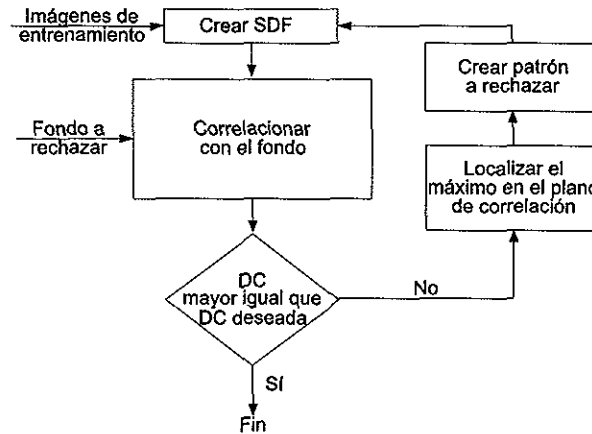 Imágenes de
entrenamiento
Crear SDF
Crear patrón
a rechazar
Fondo a
rechazar
Correlacionar
con el fondo
Localizar el
máximo en el plano
de correlación
DC
mayor igual que
DC deseada
No
Sí
Fin